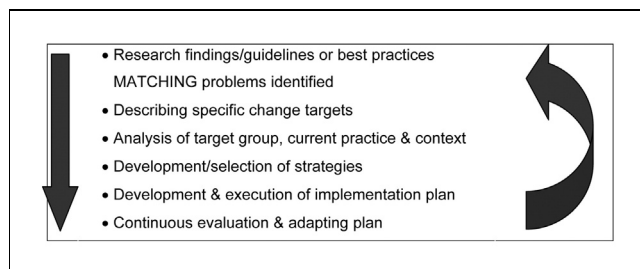 • Research findings/guidelines or best practices
MATCHING problems identified
• Describing specific change targets
• Analysis of target group, current practice & context
• Development/selection of strategies
• Development & execution of implementation plan
• Continuous evaluation & adapting plan